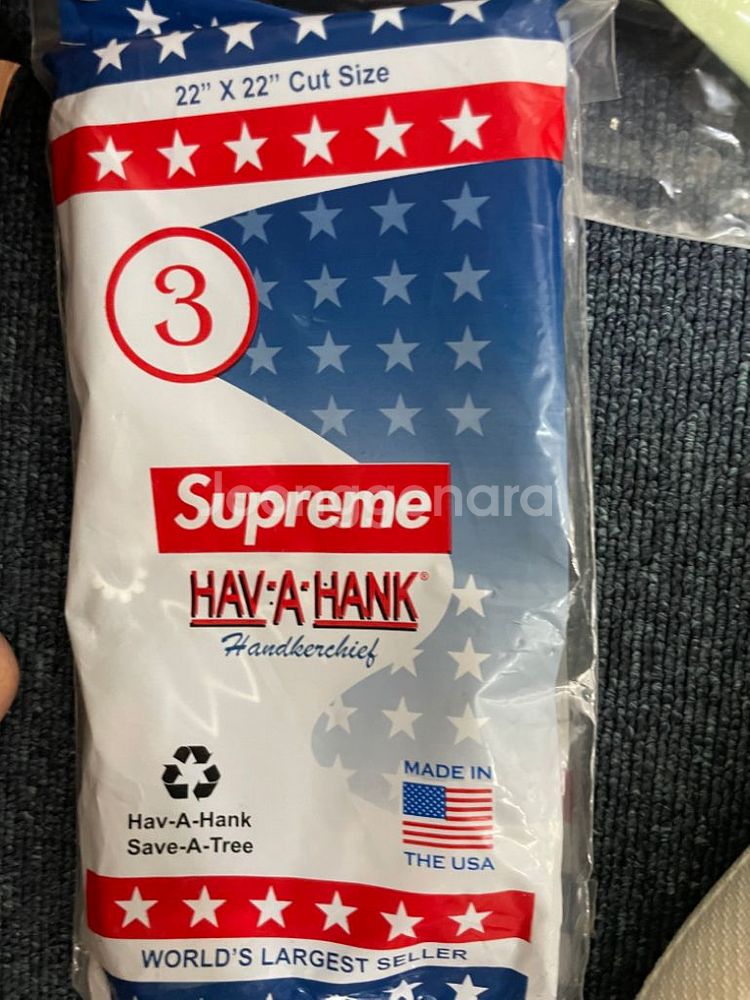 22” X 22” Cut Size
3
Supreme
joonggonara
HAV-A-HANK®
Handkerchief
MADE IN
THE USA
Hav-A-Hank
Save-A-Tree
WORLD'S LARGEST SELLER